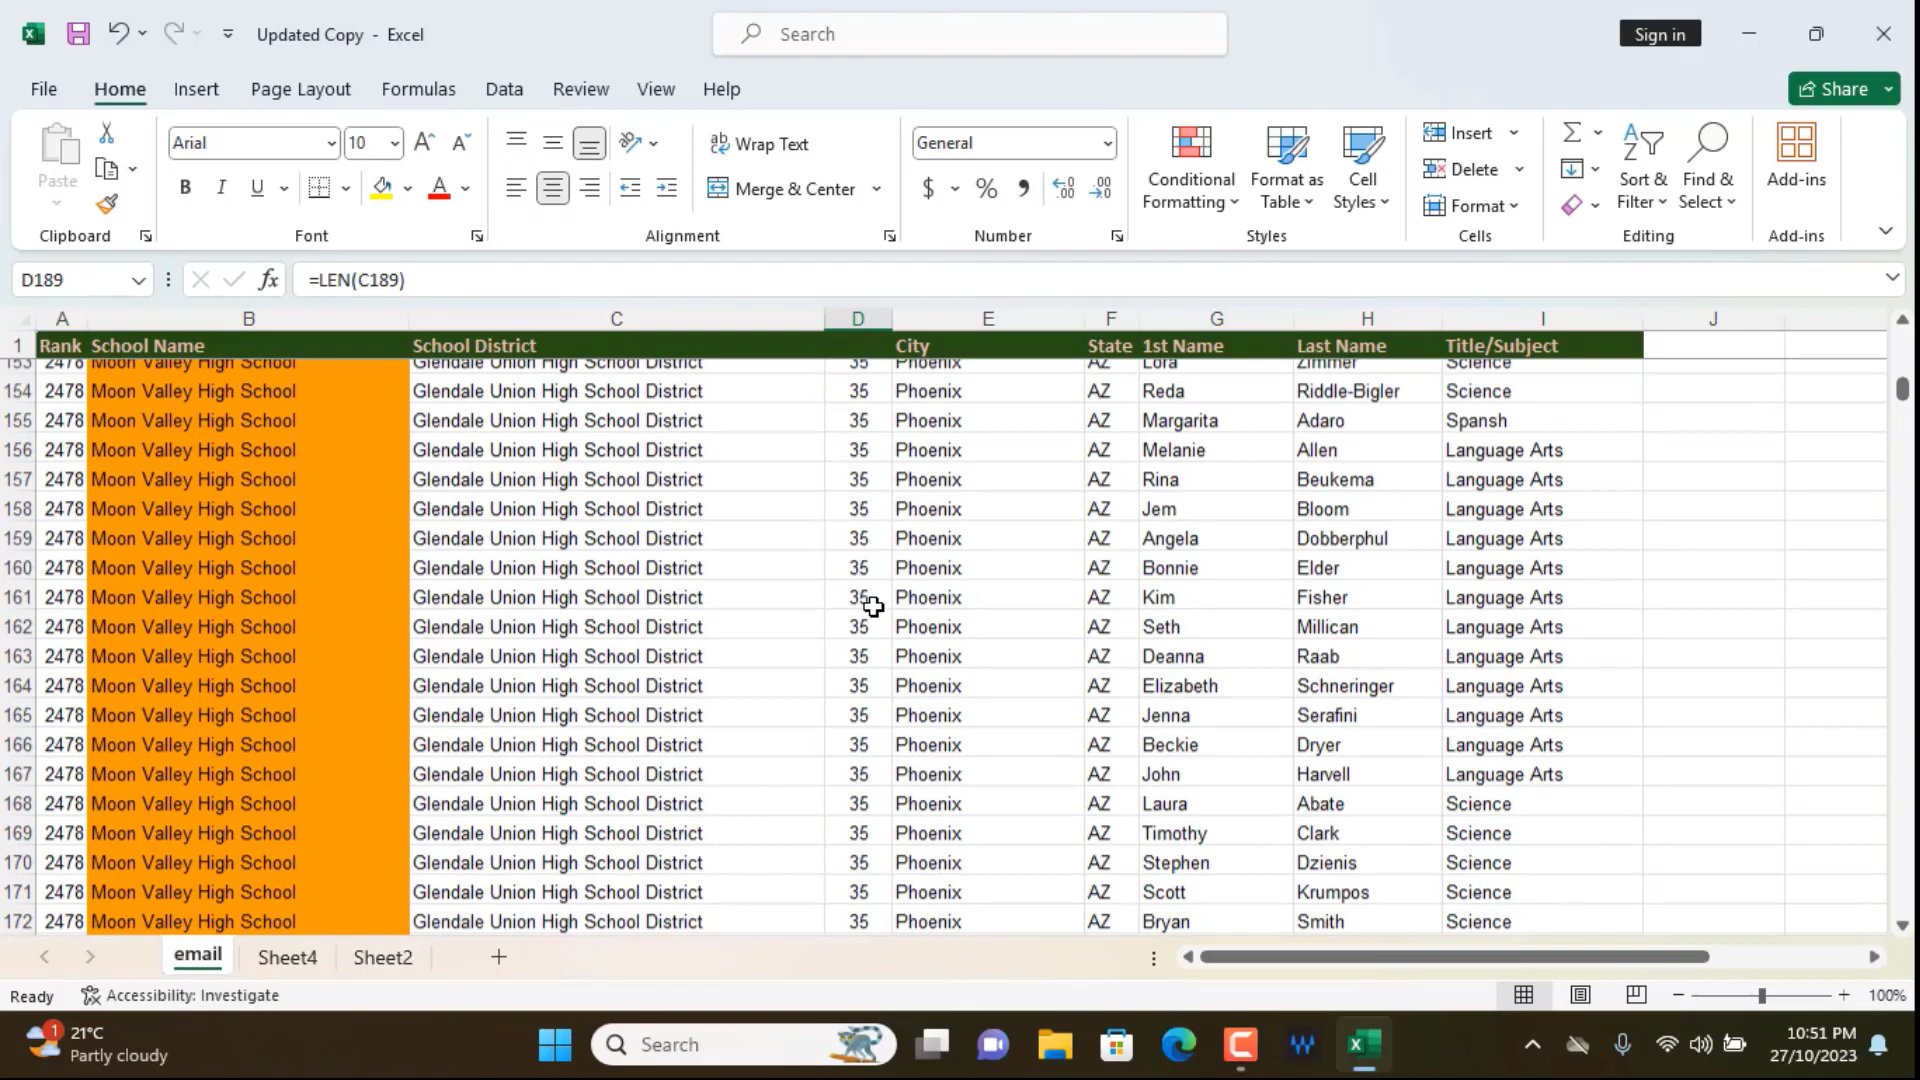 Updated Copy - Excel
Search
Sign in
File Home Insert Page Layout Formulas Data Review View Help
Share
Paste
Arial
10
Wrap Text
General
Conditional Formatting
Format as Table
Cell Styles
Insert
Delete
Format
Sort & Filter
Find & Select
Add-ins
B I U
A
Merge & Center
$ %
Clipboard
Font
Alignment
Number
Styles
Cells
Editing
Add-ins
D189
fx
=LEN(C189)
A B C D E F G H I J
1 Rank School Name School District City State 1st Name Last Name Title/Subject
153 2478 Moon Valley High School Glendale Union High School District 35 Phoenix AZ Lora Zimmer Science
154 2478 Moon Valley High School Glendale Union High School District 35 Phoenix AZ Reda Riddle-Bigler Science
155 2478 Moon Valley High School Glendale Union High School District 35 Phoenix AZ Margarita Adaro Spansh
156 2478 Moon Valley High School Glendale Union High School District 35 Phoenix AZ Melanie Allen Language Arts
157 2478 Moon Valley High School Glendale Union High School District 35 Phoenix AZ Rina Beukema Language Arts
158 2478 Moon Valley High School Glendale Union High School District 35 Phoenix AZ Jem Bloom Language Arts
159 2478 Moon Valley High School Glendale Union High School District 35 Phoenix AZ Angela Dobberphul Language Arts
160 2478 Moon Valley High School Glendale Union High School District 35 Phoenix AZ Bonnie Elder Language Arts
161 2478 Moon Valley High School Glendale Union High School District 35 Phoenix AZ Kim Fisher Language Arts
162 2478 Moon Valley High School Glendale Union High School District 35 Phoenix AZ Seth Millican Language Arts
163 2478 Moon Valley High School Glendale Union High School District 35 Phoenix AZ Deanna Raab Language Arts
164 2478 Moon Valley High School Glendale Union High School District 35 Phoenix AZ Elizabeth Schneringer Language Arts
165 2478 Moon Valley High School Glendale Union High School District 35 Phoenix AZ Jenna Serafini Language Arts
166 2478 Moon Valley High School Glendale Union High School District 35 Phoenix AZ Beckie Dryer Language Arts
167 2478 Moon Valley High School Glendale Union High School District 35 Phoenix AZ John Harvell Language Arts
168 2478 Moon Valley High School Glendale Union High School District 35 Phoenix AZ Laura Abate Science
169 2478 Moon Valley High School Glendale Union High School District 35 Phoenix AZ Timothy Clark Science
170 2478 Moon Valley High School Glendale Union High School District 35 Phoenix AZ Stephen Dzienis Science
171 2478 Moon Valley High School Glendale Union High School District 35 Phoenix AZ Scott Krumpos Science
172 2478 Moon Valley High School Glendale Union High School District 35 Phoenix AZ Bryan Smith Science
email Sheet4 Sheet2
Ready
Accessibility: Investigate
100%
1
21°C
Partly cloudy
Search
10:51 PM
27/10/2023